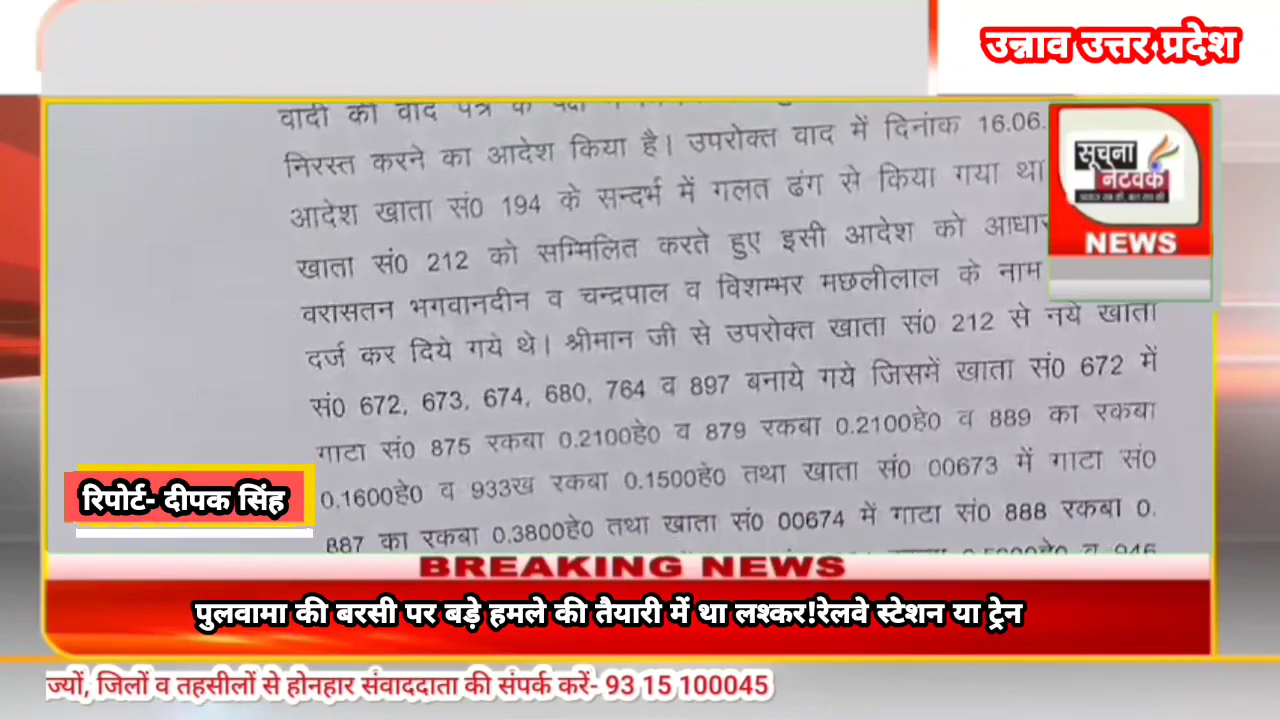 उन्नाव उत्तर प्रदेश
वादी की वाद पत्र के
निरस्त करने का आदेश किया है। उपरोक्त वाद में दिनांक 16.06.
आदेश खाता सं0 194 के सन्दर्भ में गलत ढंग से किया गया था
खाता सं0 212 को सम्मिलित करते हुए इसी आदेश को आधार
वरासतन भगवानदीन व चन्द्रपाल व विशम्भर मछलीलाल के नाम
दर्ज कर दिये गये थे। श्रीमान जी से उपरोक्त खाता सं0 212 से नये खाता
सं0 672, 673, 674, 680, 764 व 897 बनाये गये जिसमें खाता सं0 672 में
गाटा सं0 875 रकबा 0.2100हे0 व 879 रकबा 0.2100हे0 व 889 का रकबा
0.1600हे0 व 933ख रकबा 0.1500हे0 तथा खाता सं0 00673 में गाटा सं0
887 का रकबा 0.3800हे0 तथा खाता सं0 00674 में गाटा सं0 888 रकबा 0.
व 946
सूचना
नेटवर्क
NEWS
रिपोर्ट- दीपक सिंह
BREAKING NEWS
पुलवामा की बरसी पर बड़े हमले की तैयारी में था लश्कर!रेलवे स्टेशन या ट्रेन
ज्यों, जिलों व तहसीलों से होनहार संवाददाता की संपर्क करें- 93 15 100045